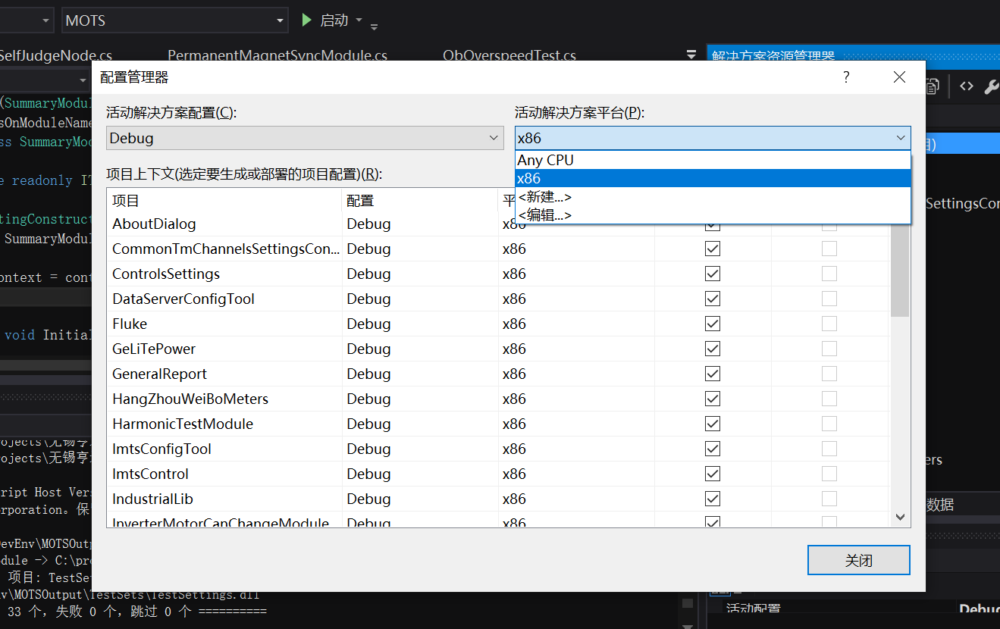 MOTS
启动
SelfJudgeNode.cs
PermanentMagnetSyncModule.cs
ObOverspeedTest.cs
解决方案资源管理器
配置管理器
?
活动解决方案配置(C):
活动解决方案平台(P):
Debug
x86
Any CPU
x86
<新建...>
<编辑...>
项目上下文(选定要生成或部署的项目配置)(R):
项目 配置 平
AboutDialog Debug x86
CommonTmChannelsSettingsCon... Debug x86
ControlsSettings Debug x86
DataServerConfigTool Debug x86
Fluke Debug x86
GeLiTePower Debug x86
GeneralReport Debug x86
HangZhouWeiBoMeters Debug x86
HarmonicTestModule Debug x86
ImtsConfigTool Debug x86
ImtsControl Debug x86
IndustrialLib Debug x86
InverterMotorCanChangeModule Debug x86
关闭
(SummaryModul
sOnModuleName
ss SummaryMod
e readonly IT
tingConstruct
SummaryModul
ontext = cont
void Initial
ojects\无锡亨
ojects\无锡亨
ript Host Vers
orporation。保
DevEnv\MOTSOutp
odule -> C:\pro
项目: TestSe
nv\MOTSOutput\TestSets\TestSettings.dll
33 个，失败 0 个，跳过 0 个 ==========
SettingsCon
ers
数据
活动配置 Debug